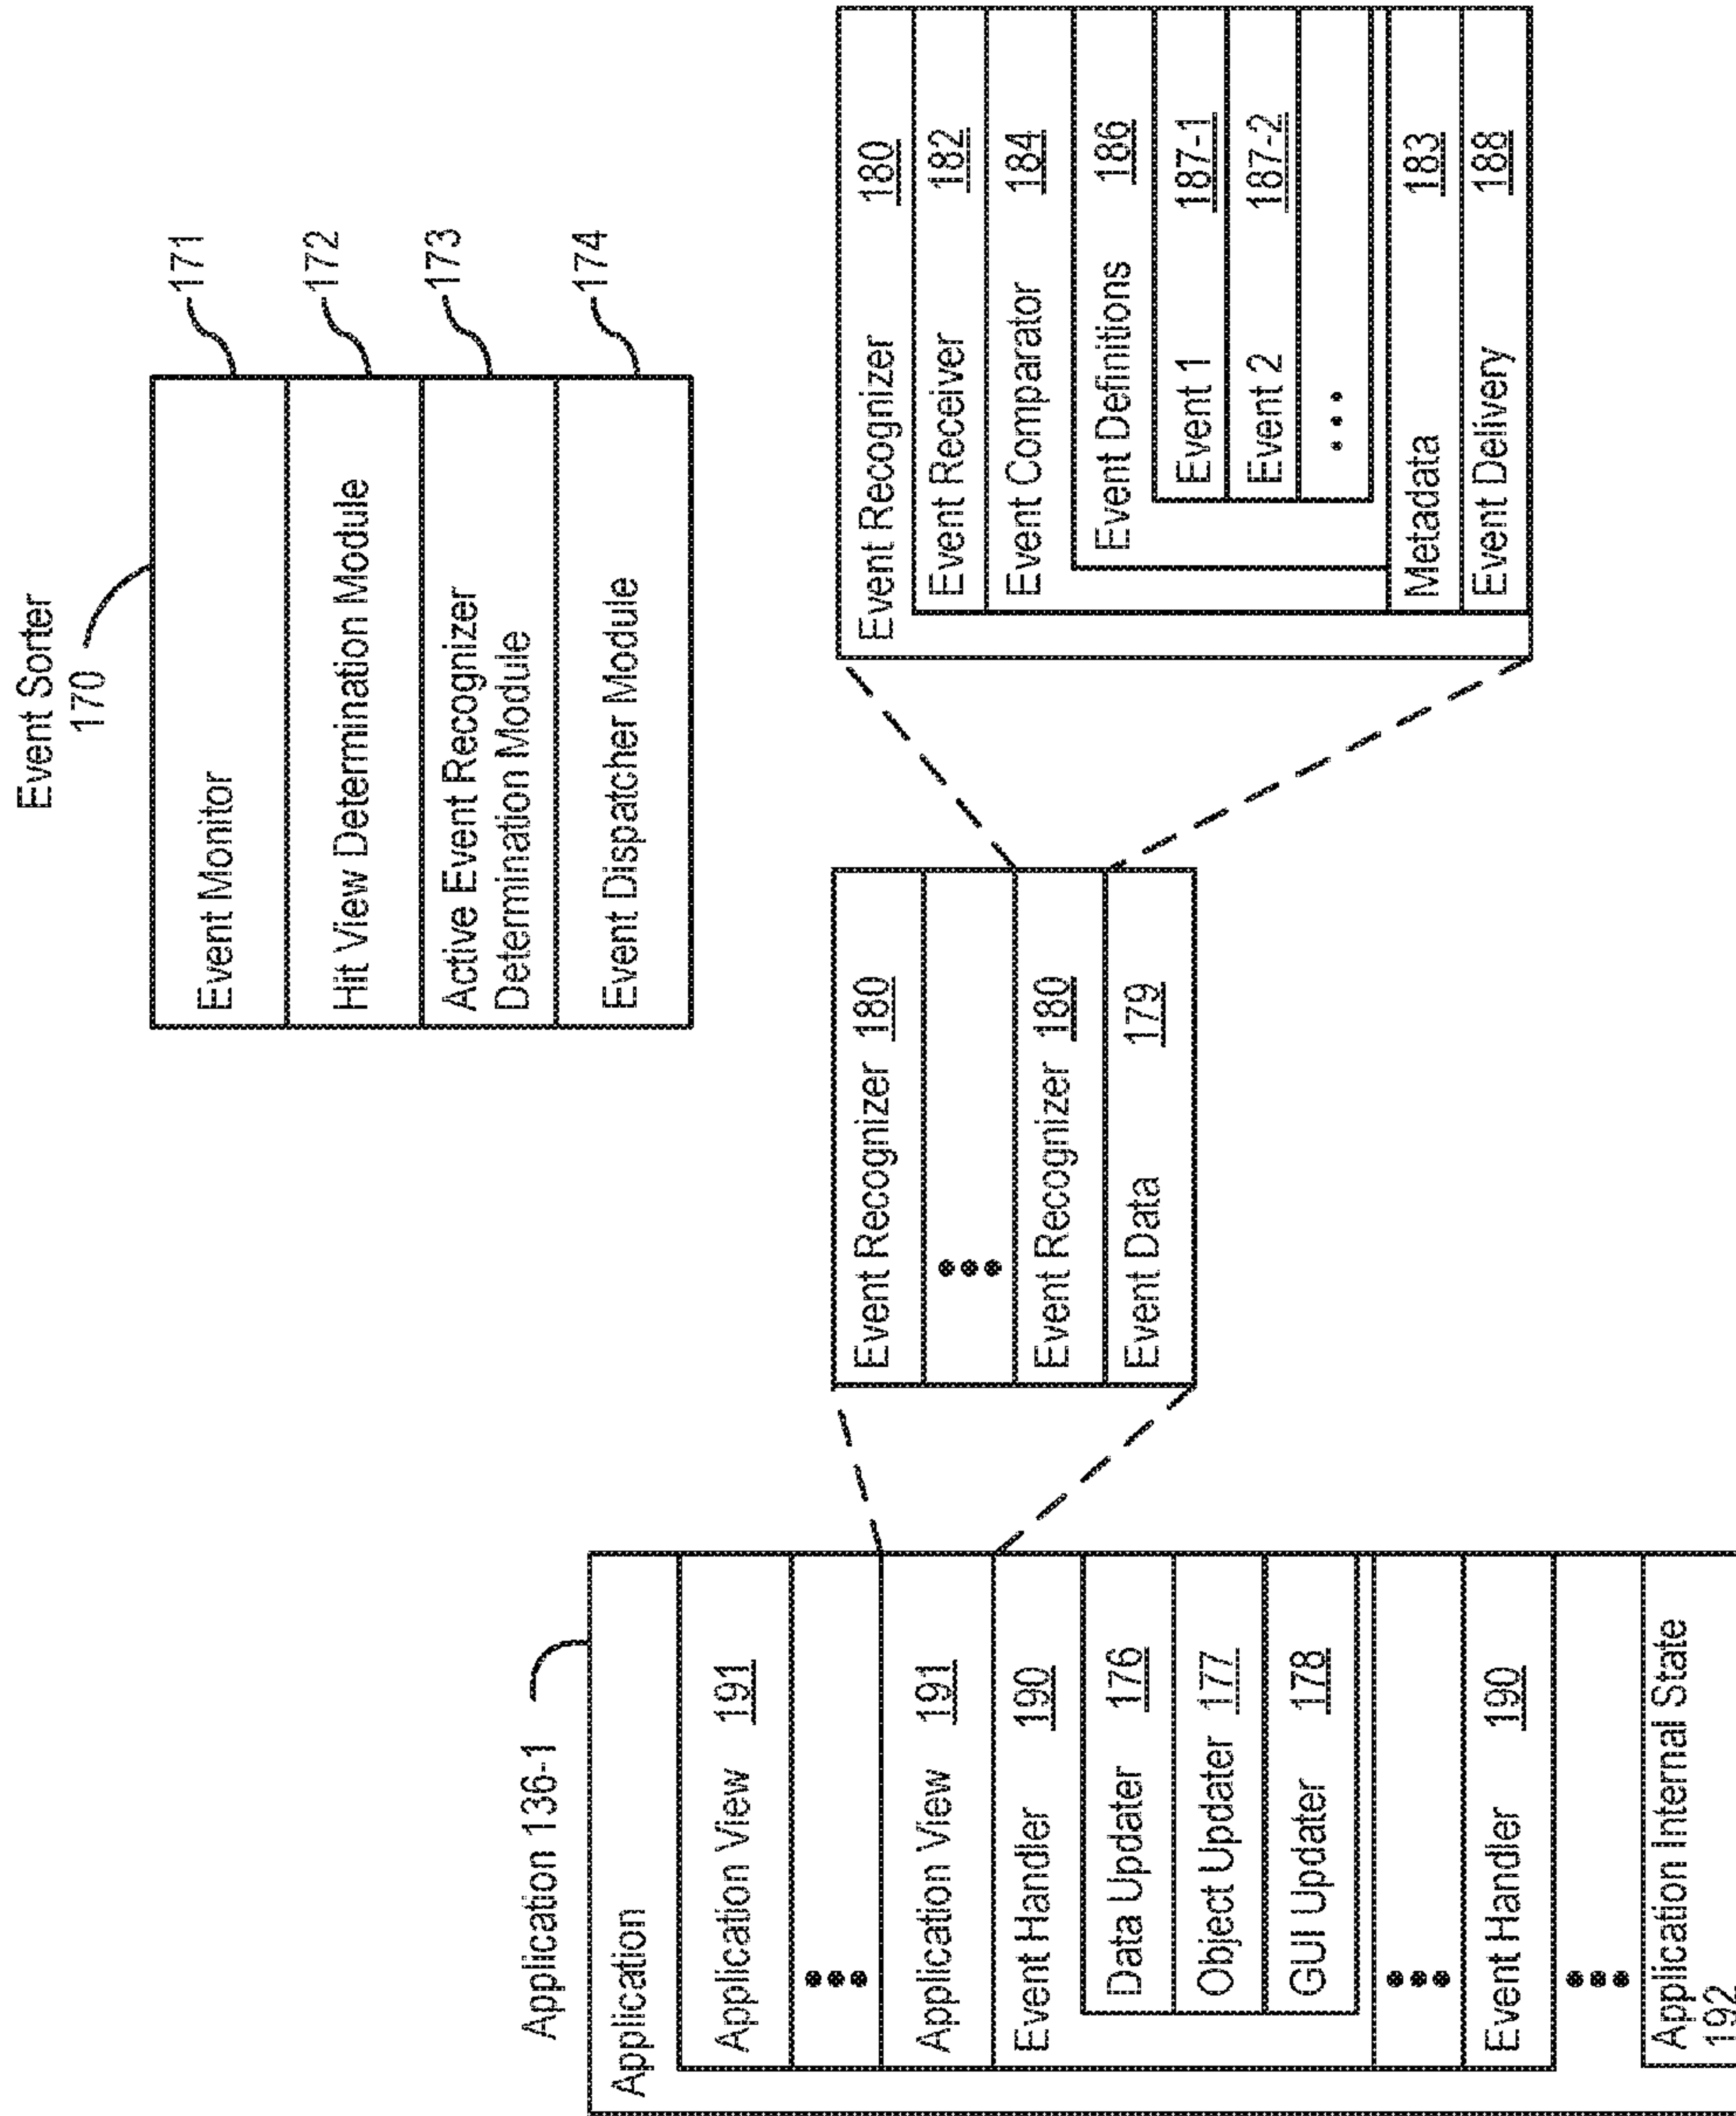 Event Sorter
170
Event Monitor 171
Hit View Determination Module 172
Active Event Recognizer 173
Determination Module
Event Dispatcher Module 174
Application 136-1
Application
Application View 191
Application View 191
Event Handler 190
Data Updater 176
Object Updater 177
GUI Updater 178
Event Handler 190
Application Internal State
192
Event Recognizer 180
Event Recognizer 180
Event Data 179
Event Recognizer 180
Event Receiver 182
Event Comparator 184
Event Definitions 186
Event 1 187-1
Event 2 187-2
Metadata 183
Event Delivery 188